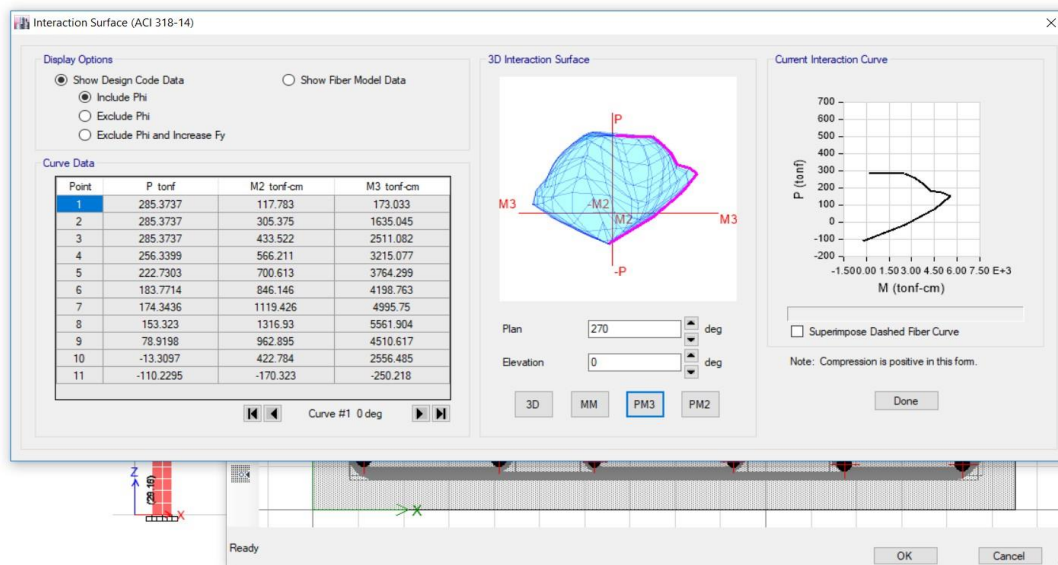 Interaction Surface (ACI 318-14)
Display Options
Show Design Code Data
Show Fiber Model Data
Include Phi
Exclude Phi
Exclude Phi and Increase Fy
Curve Data
Point P tonf M2 tonf-cm M3 tonf-cm
1 285.3737 117.783 173.033
2 285.3737 305.375 1635.045
3 285.3737 433.522 2511.082
4 256.3399 566.211 3215.077
5 222.7303 700.613 3764.299
6 183.7714 846.146 4198.763
7 174.3436 1119.426 4995.75
8 153.323 1316.93 5561.904
9 78.9198 962.895 4510.617
10 -13.3097 422.784 2556.485
11 -110.2295 -170.323 -250.218
Curve #1 0 deg
3D Interaction Surface
P
M3
-M2
M2
M3
-P
Plan 270 deg
Elevation 0 deg
3D MM PM3 PM2
Current Interaction Curve
700
600
500
400
300
200
100
0
-100
-200
P (tonf)
-1.500.00 1.50 3.00 4.50 6.00 7.50 E+3
M (tonf-cm)
Superimpose Dashed Fiber Curve
Note: Compression is positive in this form.
Done
Z
X
X
Ready
OK Cancel